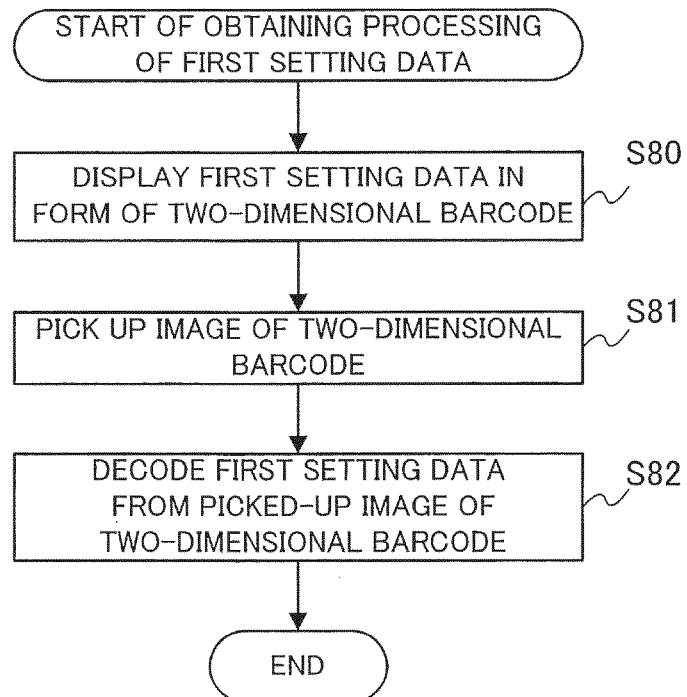 START OF OBTAINING PROCESSING
OF FIRST SETTING DATA
S80
DISPLAY FIRST SETTING DATA IN
FORM OF TWO-DIMENSIONAL BARCODE
S81
PICK UP IMAGE OF TWO-DIMENSIONAL
BARCODE
S82
DECODE FIRST SETTING DATA
FROM PICKED-UP IMAGE OF
TWO-DIMENSIONAL BARCODE
END